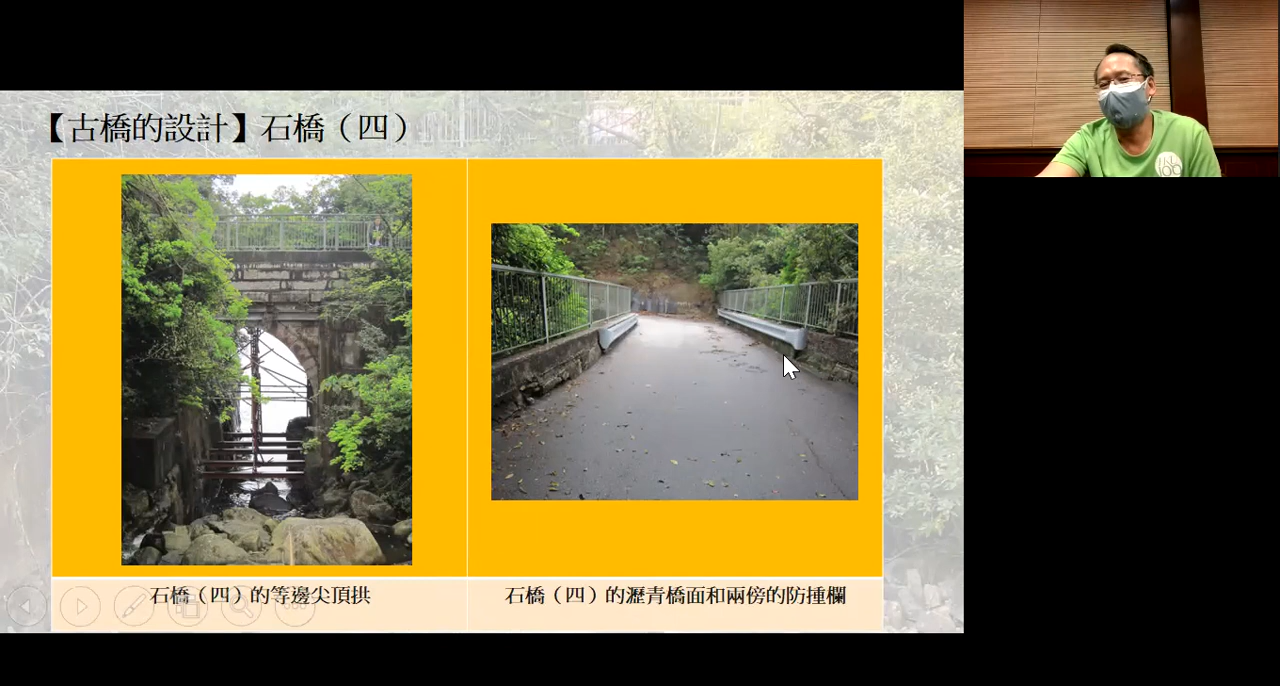 【古橋的設計】石橋（四）
石橋（四）的等邊尖頂拱
石橋（四）的瀝青橋面和兩傍的防撞欄